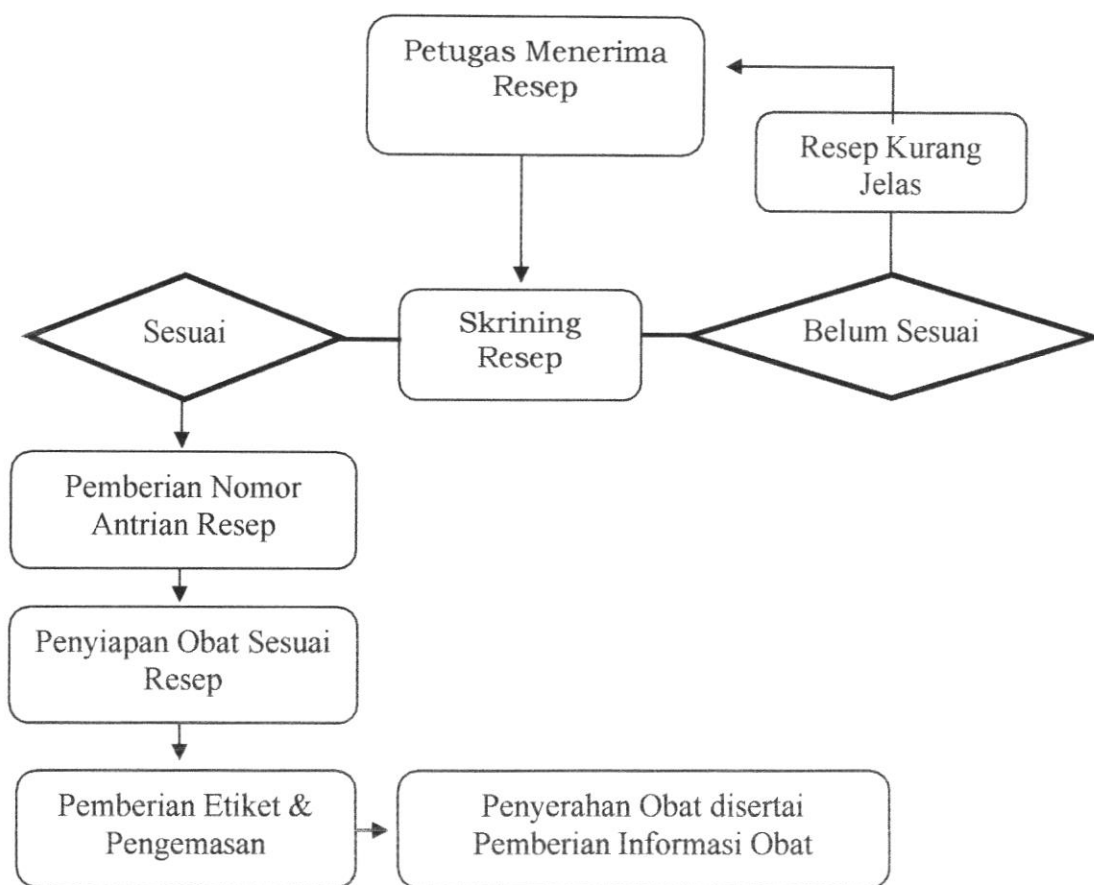 Petugas Menerima
Resep
Resep Kurang
Jelas
Sesuai
Skrining
Resep
Belum Sesuai
Pemberian Nomor
Antrian Resep
Penyiapan Obat Sesuai
Resep
Pemberian Etiket &
Pengemasan
Penyerahan Obat disertai
Pemberian Informasi Obat